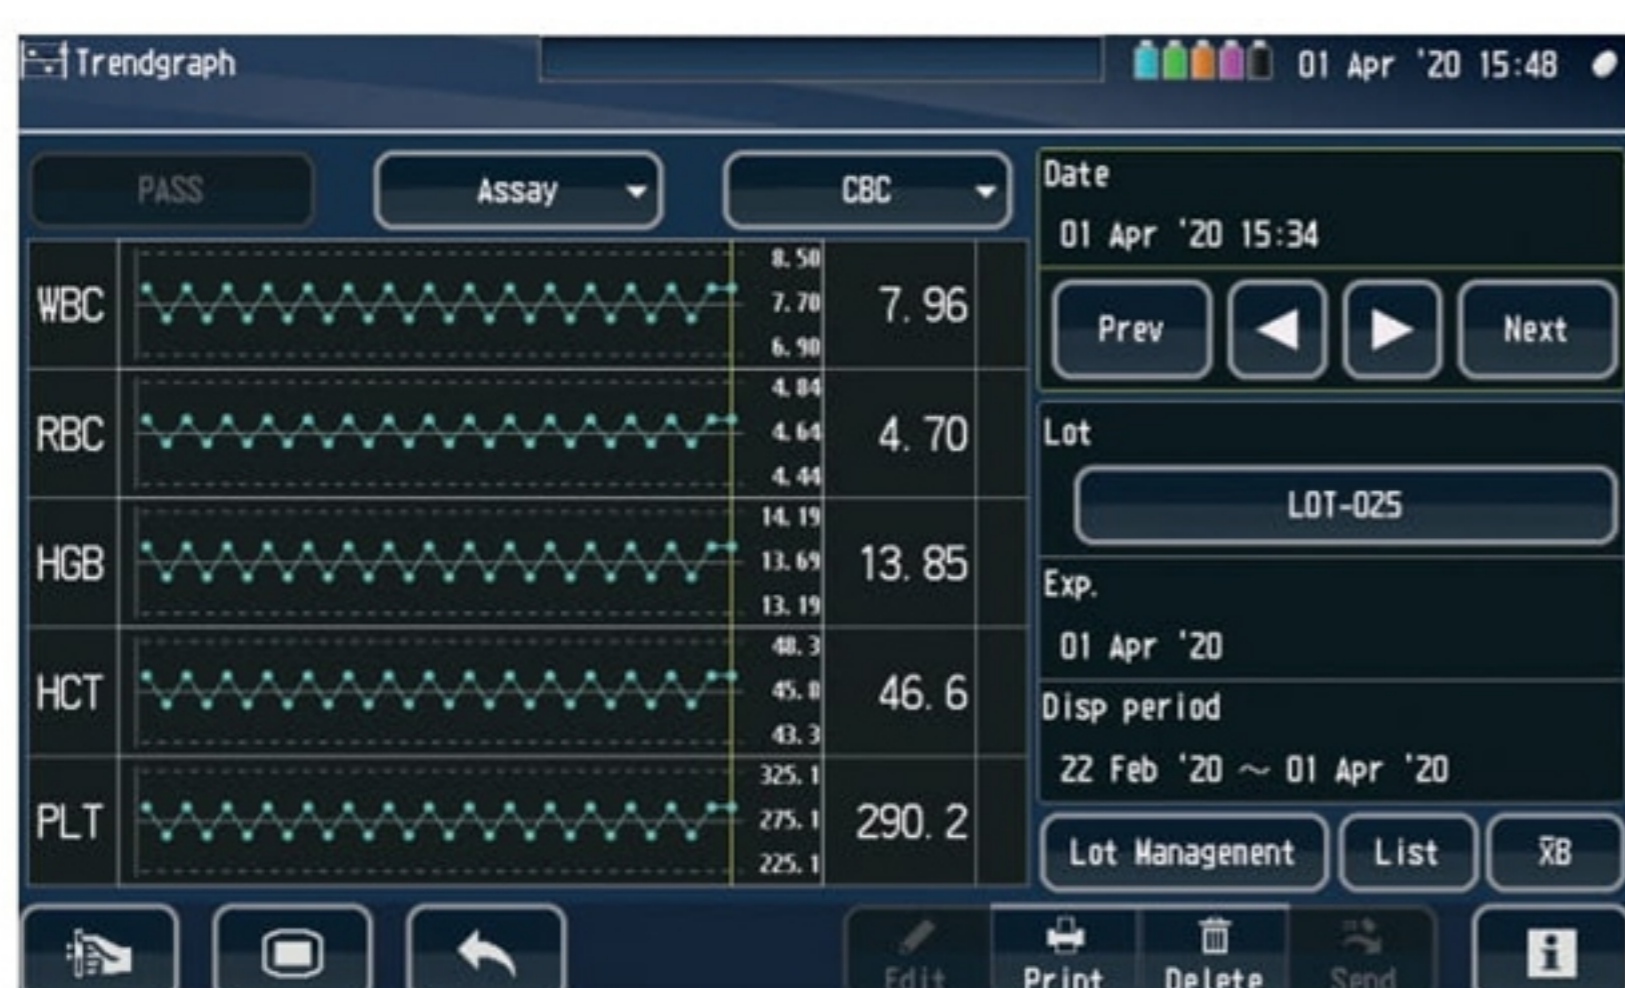 Trendgraph
01 Apr '20 15:48
PASS
Assay
CBC
WBC
8.50
7.70
6.90
7.96
RBC
4.84
4.64
4.44
4.70
HGB
14.19
13.69
13.19
13.85
HCT
48.3
45.8
43.3
46.6
PLT
325.1
275.1
225.1
290.2
Date
01 Apr '20 15:34
Prev
Next
Lot
LOT-025
Exp.
01 Apr '20
Disp period
22 Feb '20 ～ 01 Apr '20
Lot Management
List
X̄B
Edit
Print
Delete
Send